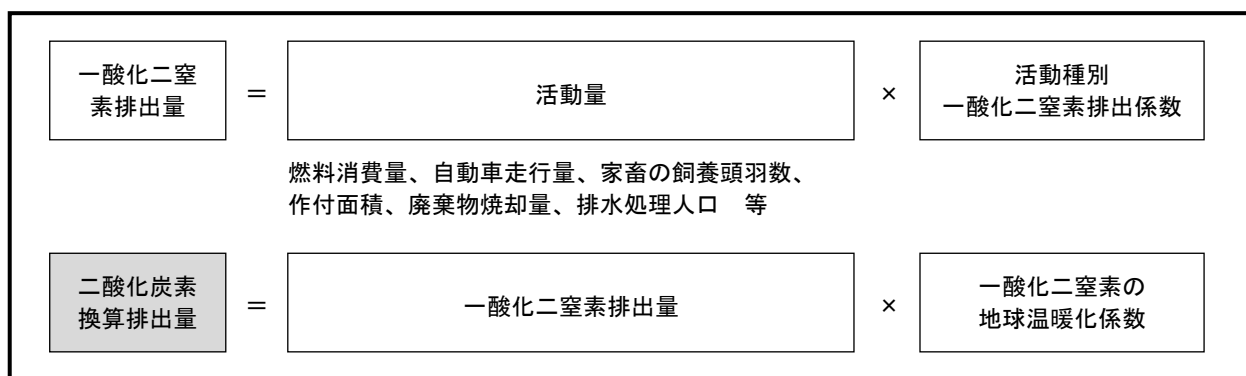 一酸化二窒
素排出量
＝
活動量
×
活動種別
一酸化二窒素排出係数
燃料消費量、自動車走行量、家畜の飼養頭羽数、
作付面積、廃棄物焼却量、排水処理人口　等
二酸化炭素
換算排出量
＝
一酸化二窒素排出量
×
一酸化二窒素の
地球温暖化係数